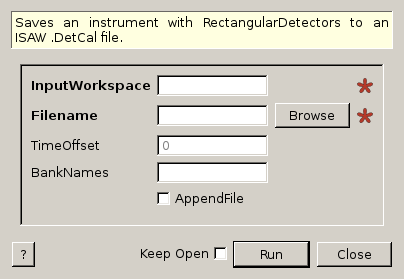 Saves an instrument with RectangularDetectors to an
ISAW .DetCal file.
InputWorkspace
Filename
Browse
TimeOffset
0
BankNames
AppendFile
?
Keep Open
Run
Close